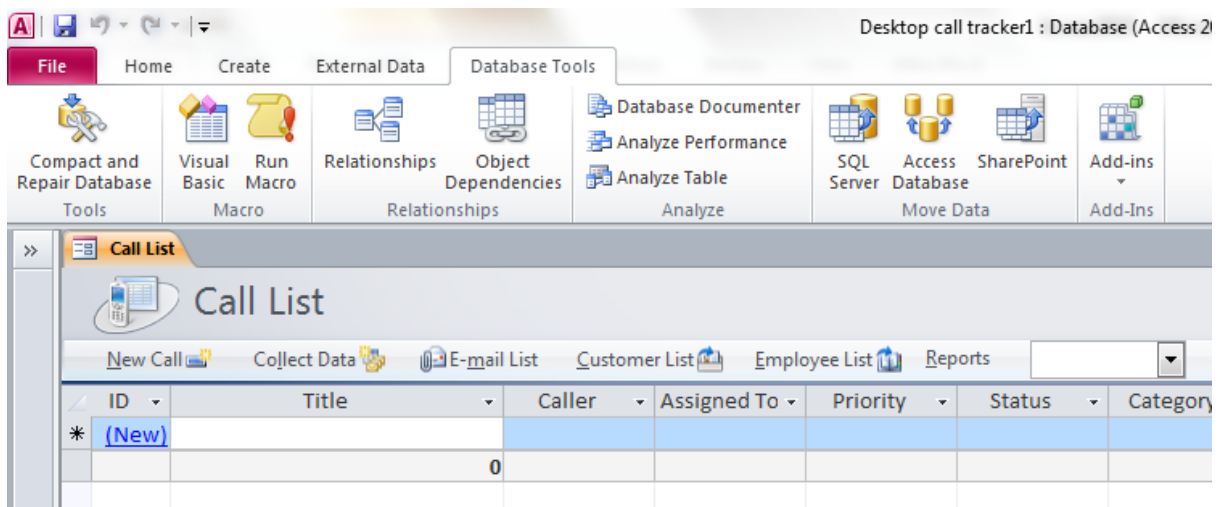 A
Desktop call tracker1 : Database (Access 20
File Home Create External Data Database Tools
Compact and Repair Database
Visual Basic
Run Macro
Relationships
Object Dependencies
Database Documenter
Analyze Performance
Analyze Table
SQL Server
Access Database
SharePoint
Add-ins
Tools Macro Relationships Analyze Move Data Add-Ins
» Call List
Call List
New Call Collect Data E-mail List Customer List Employee List Reports
ID Title Caller Assigned To Priority Status Category
* (New)
0